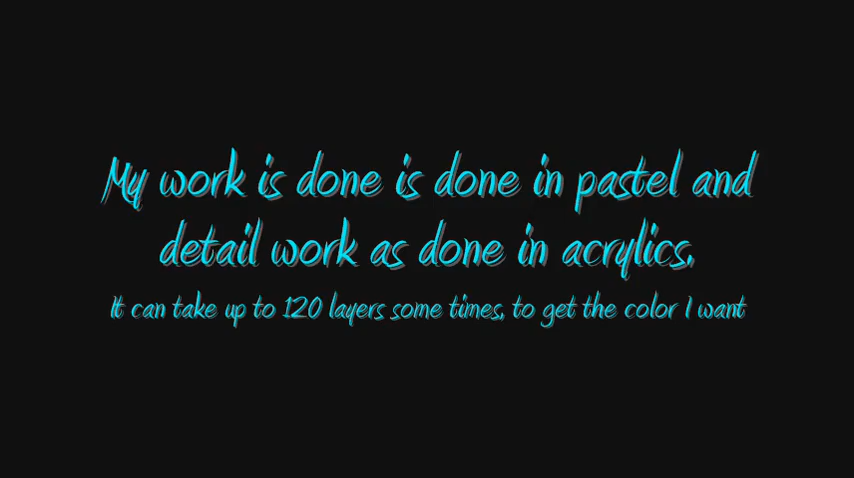 My work is done is done in pastel and
detail work as done in acrylics.
It can take up to 120 layers some times, to get the color I want